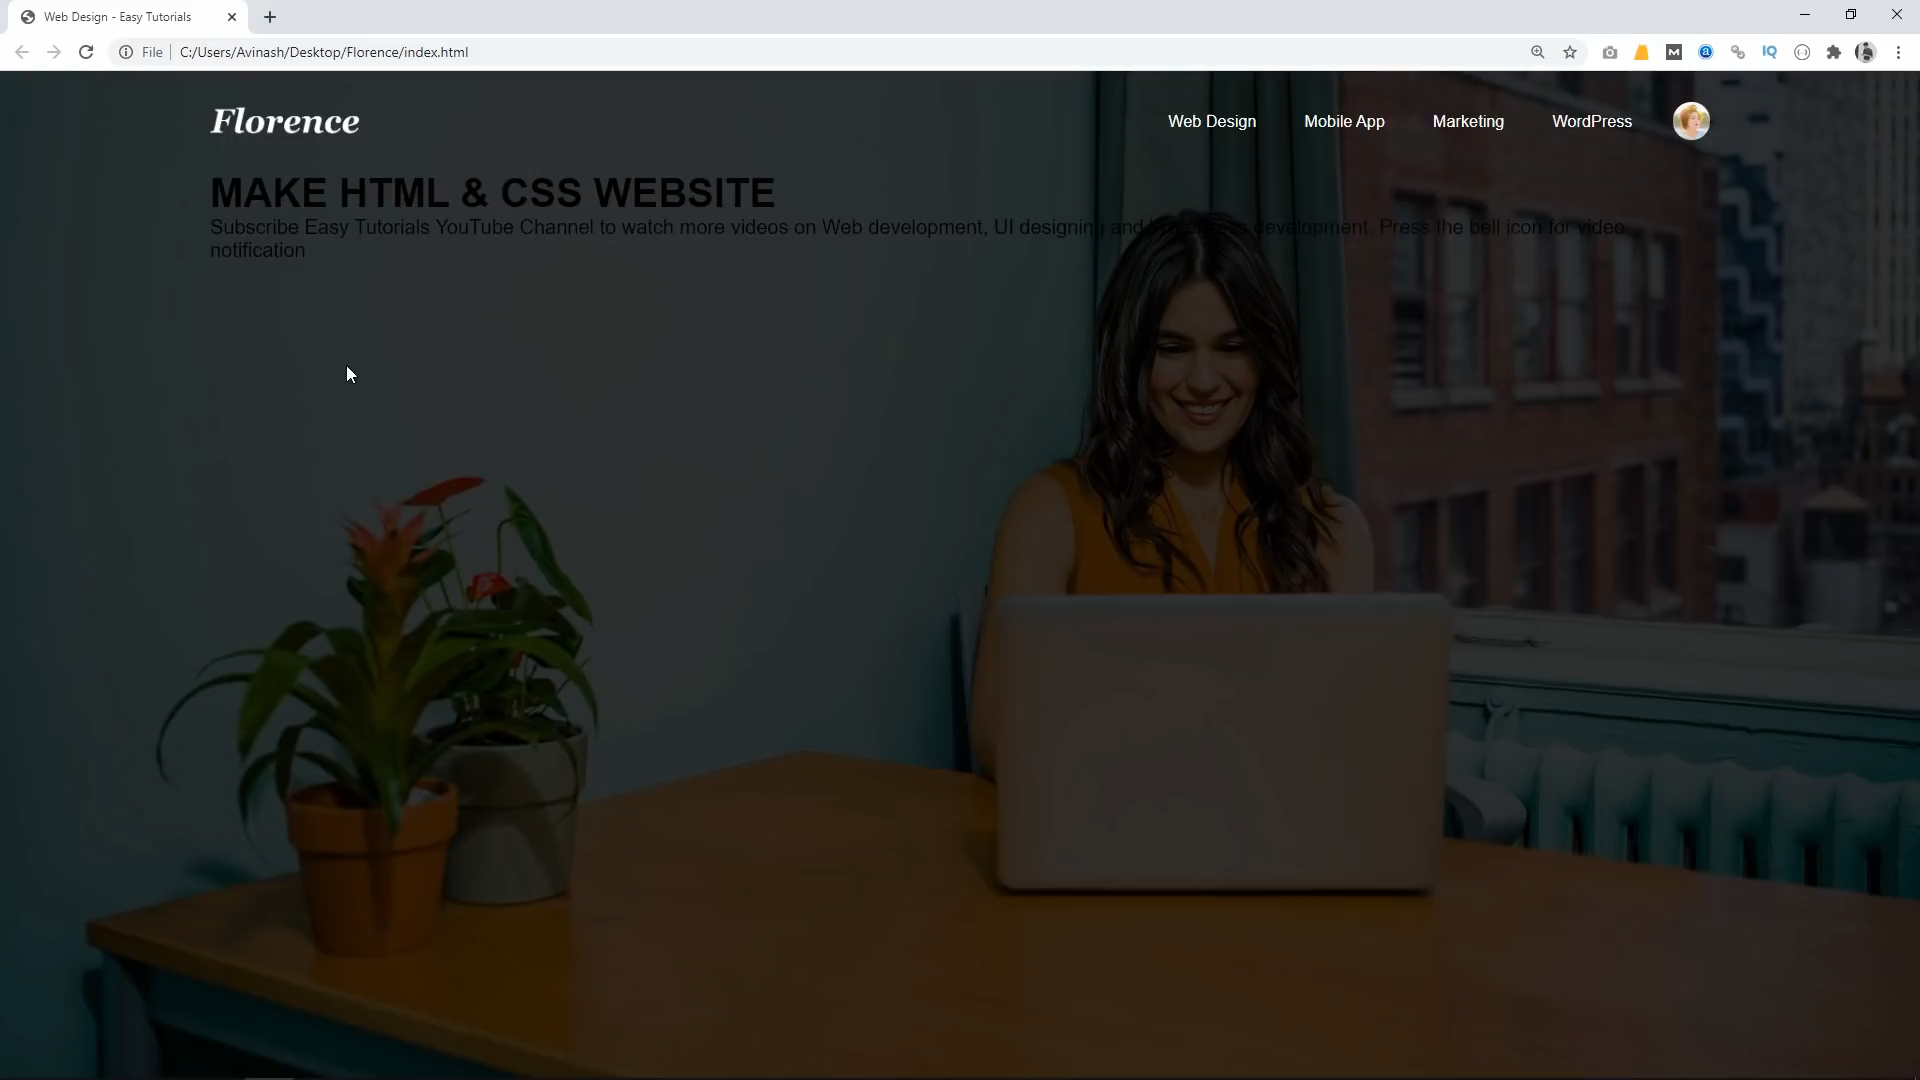 Web Design - Easy Tutorials
File C:/Users/Avinash/Desktop/Florence/index.html
Florence Web Design Mobile App Marketing WordPress
MAKE HTML & CSS WEBSITE
Subscribe Easy Tutorials YouTube Channel to watch more videos on Web development, UI designing and development. Press the bell icon for video
notification
M a IQ